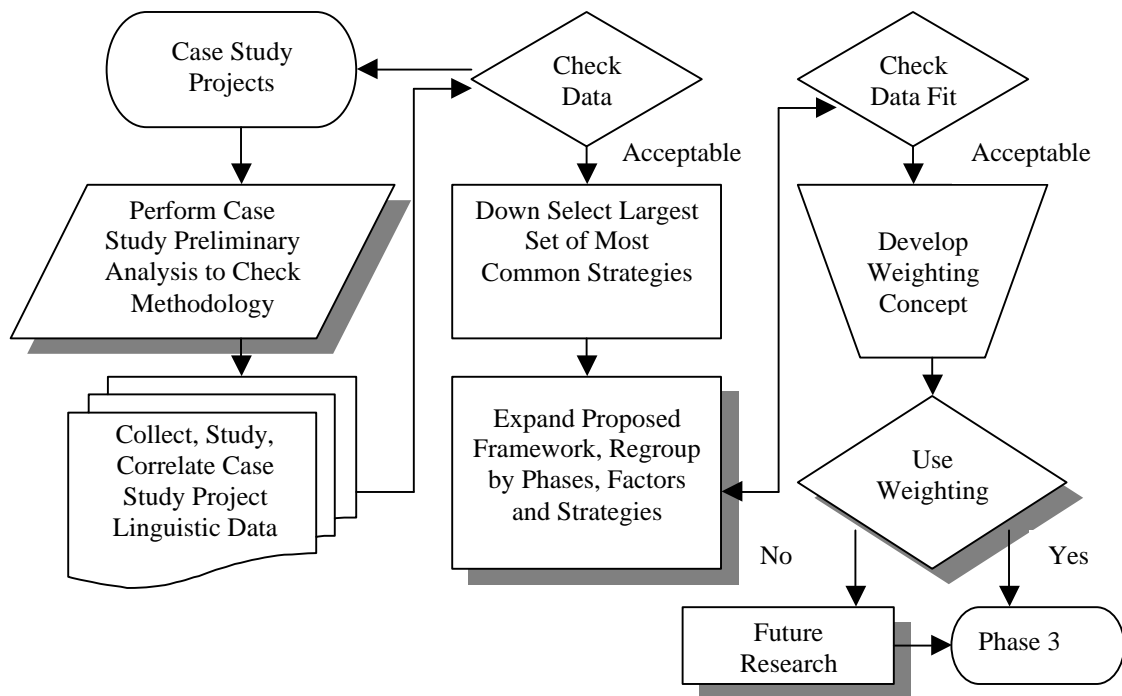 Case Study
Projects
Perform Case
Study Preliminary
Analysis to Check
Methodology
Collect, Study,
Correlate Case
Study Project
Linguistic Data
Check
Data
Acceptable
Down Select Largest
Set of Most
Common Strategies
Expand Proposed
Framework, Regroup
by Phases, Factors
and Strategies
Check
Data Fit
Acceptable
Develop
Weighting
Concept
Use
Weighting
No
Yes
Future
Research
Phase 3